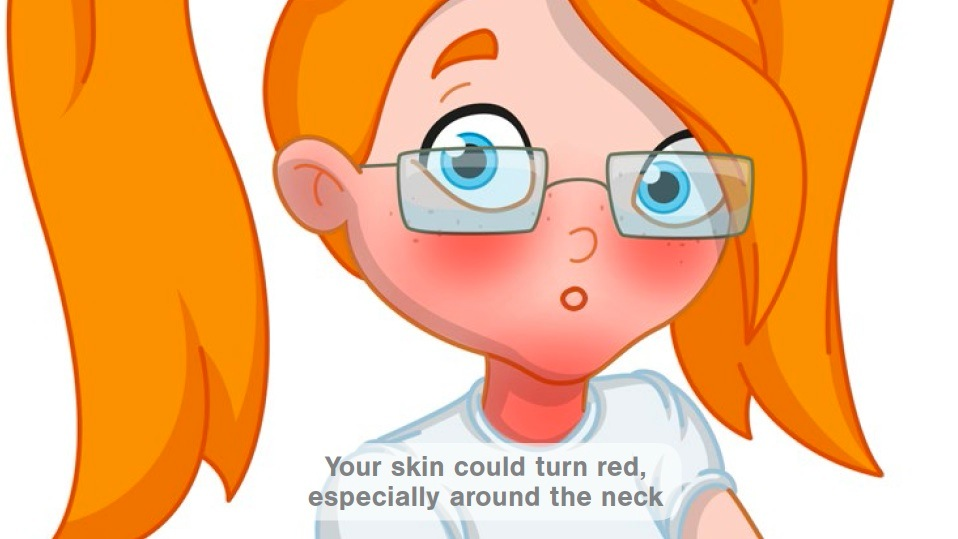 Your skin could turn red,
especially around the neck